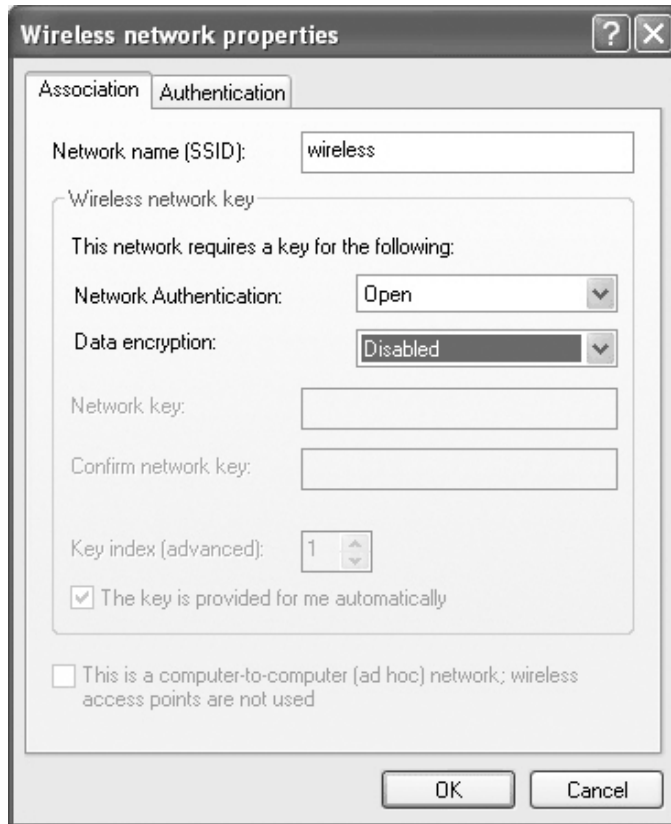 Wireless network properties
Association
Authentication
Network name (SSID):
wireless
Wireless network key
This network requires a key for the following:
Network Authentication:
Open
Data encryption:
Disabled
Network key:
Confirm network key:
Key index (advanced):
1
The key is provided for me automatically
This is a computer-to-computer (ad hoc) network; wireless
access points are not used
OK
Cancel